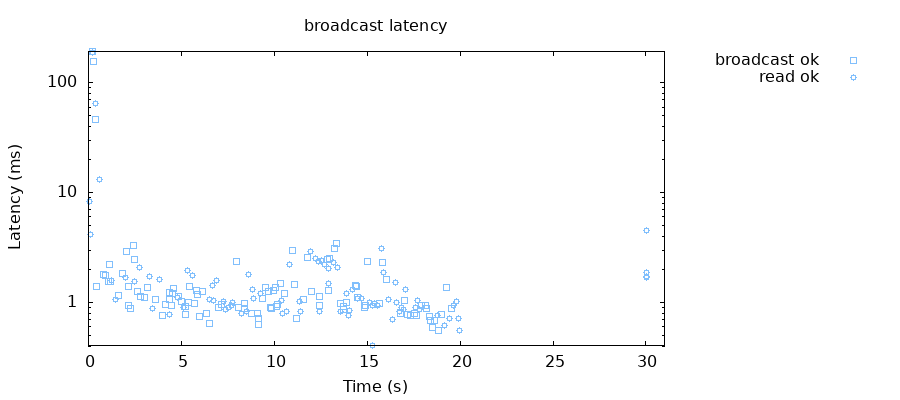 broadcast latency
broadcast ok
read ok
100
10
1
Latency (ms)
0 5 10 15 20 25 30
Time (s)